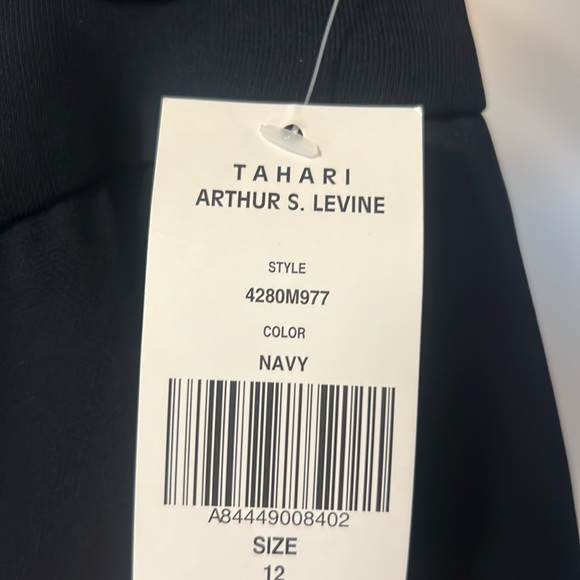 TAHARI
ARTHUR S. LEVINE
STYLE
4280M977
COLOR
NAVY
A84449008402
SIZE
12